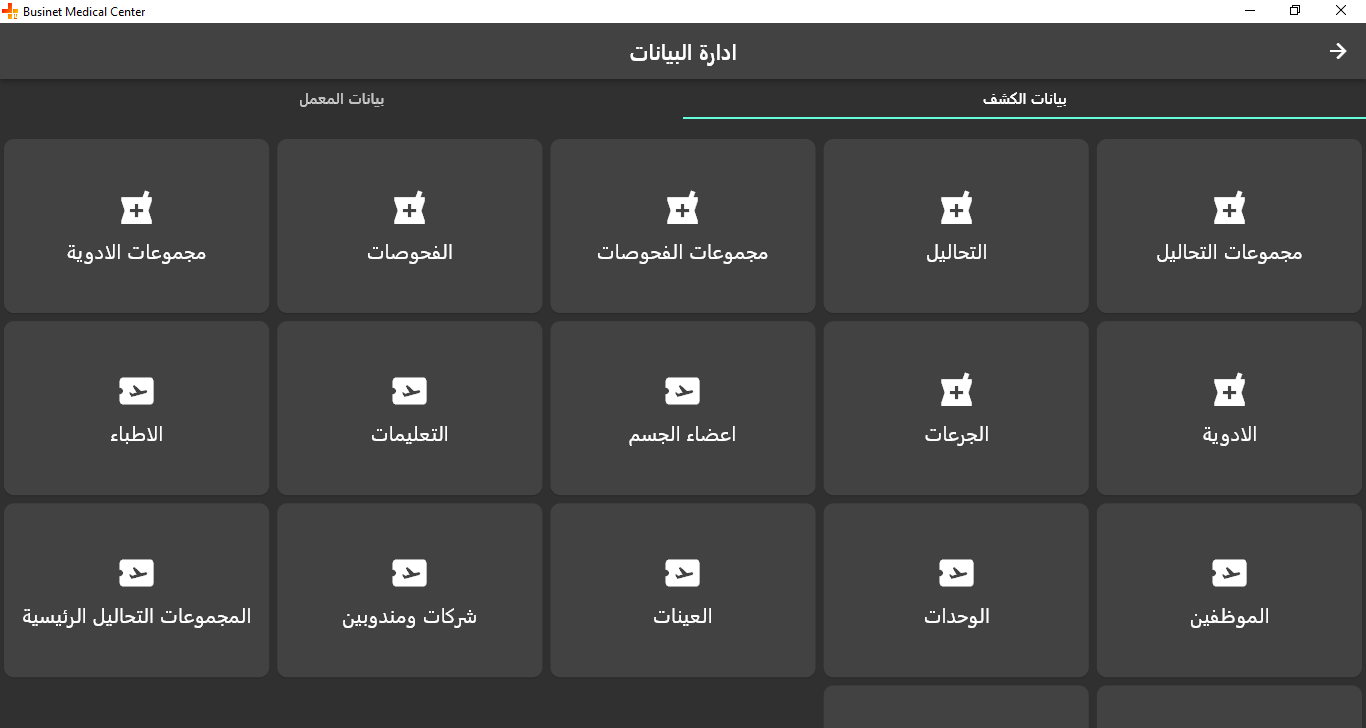 Businet Medical Center
ادارة البيانات
بيانات الكشف
بيانات المعمل
مجموعات التحاليل
التحاليل
مجموعات الفحوصات
الفحوصات
مجموعات الادوية
الادوية
الجرعات
اعضاء الجسم
التعليمات
الاطباء
الموظفين
الوحدات
العينات
شركات ومندوبين
المجموعات التحاليل الرئيسية